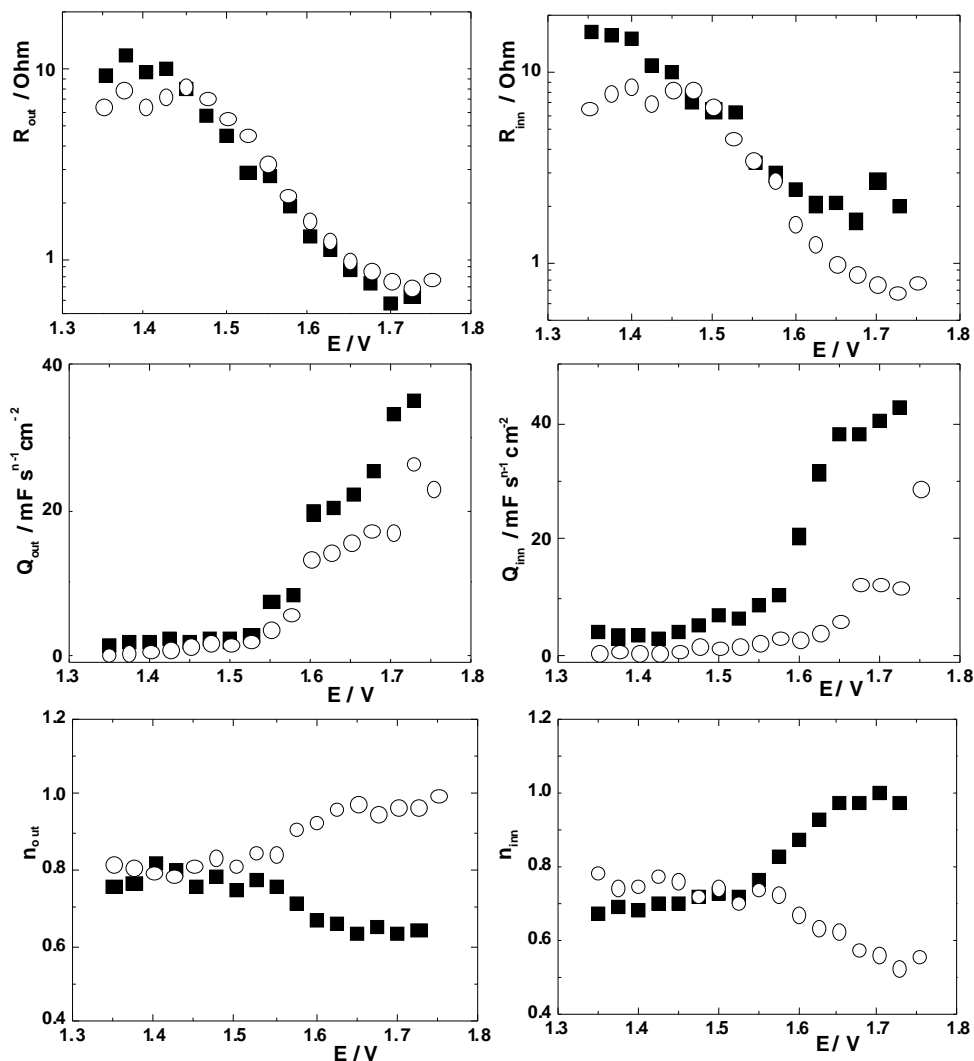 R_out / Ohm
10
1
1.3 1.4 1.5 1.6 1.7 1.8
E / V
R_inn / Ohm
10
1
1.3 1.4 1.5 1.6 1.7 1.8
E / V
Q_out / mF s^n-1 cm^-2
40
20
0
1.3 1.4 1.5 1.6 1.7 1.8
E / V
Q_inn / mF s^n-1 cm^-2
40
20
0
1.3 1.4 1.5 1.6 1.7 1.8
E / V
n_out
1.2
1.0
0.8
0.6
0.4
1.3 1.4 1.5 1.6 1.7 1.8
E / V
n_inn
1.2
1.0
0.8
0.6
0.4
1.3 1.4 1.5 1.6 1.7 1.8
E / V